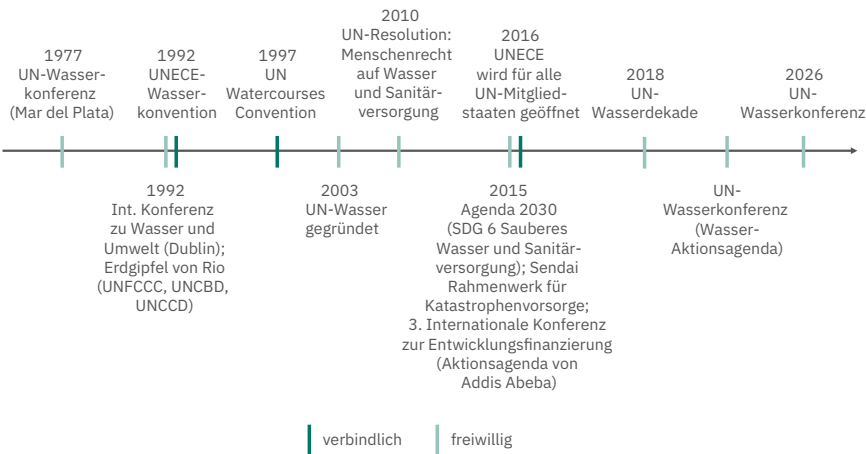 1977
UN-Wasser-
konferenz
(Mar del Plata)
1992
UNECE-
Wasser-
konvention
1997
UN
Watercourses
Convention
2010
UN-Resolution:
Menschenrecht
auf Wasser
und Sanitär-
versorgung
2016
UNECE
wird für alle
UN-Mitglied-
staaten geöffnet
2018
UN-
Wasserdekade
2026
UN-
Wasserkonferenz
1992
Int. Konferenz
zu Wasser und
Umwelt (Dublin);
Erdgipfel von Rio
(UNFCCC, UNCBD,
UNCCD)
2003
UN-Wasser
gegründet
2015
Agenda 2030
(SDG 6 Sauberes
Wasser und Sanitär-
versorgung); Sendai
Rahmenwerk für
Katastrophenvorsorge;
3. Internationale Konferenz
zur Entwicklungsfinanzierung
(Aktionsagenda von
Addis Abeba)
UN-
Wasserkonferenz
(Wasser-
Aktionsagenda)
verbindlich
freiwillig